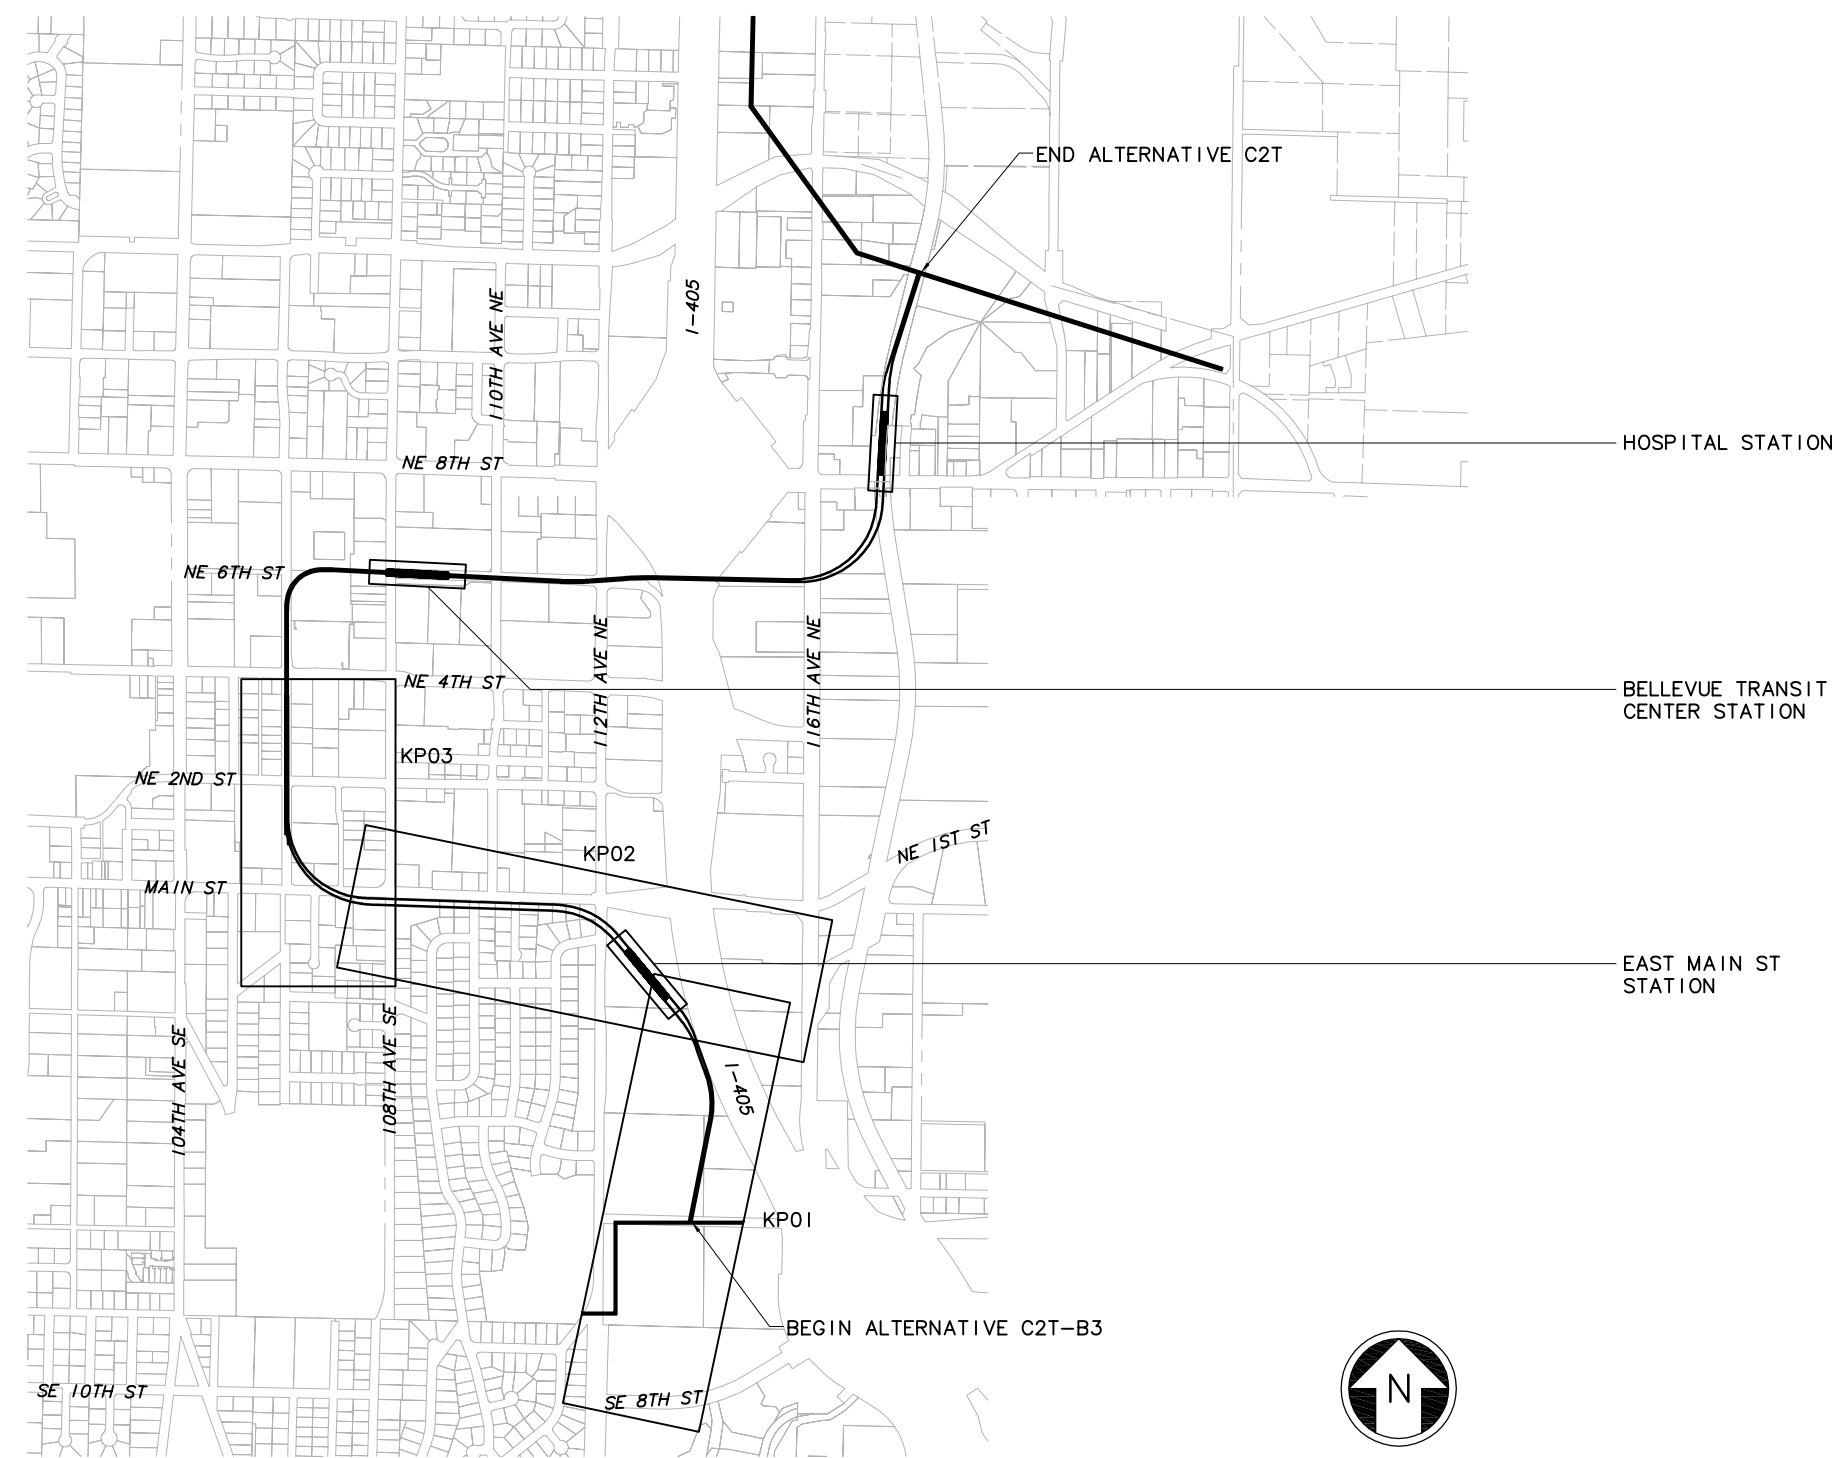 END ALTERNATIVE C2T
I-405
110TH AVE NE
HOSPITAL STATION
NE 8TH ST
NE 6TH ST
112TH AVE NE
116TH AVE NE
NE 4TH ST
BELLEVUE TRANSIT
CENTER STATION
KP03
NE 2ND ST
NE 1ST ST
KP02
MAIN ST
EAST MAIN ST
STATION
104TH AVE SE
108TH AVE SE
I-405
KP01
BEGIN ALTERNATIVE C2T-B3
SE 10TH ST
SE 8TH ST
N